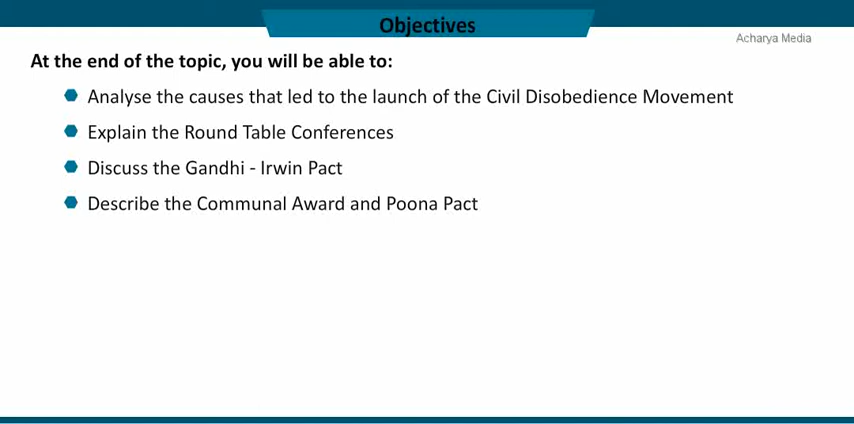 Objectives
Acharya Media
At the end of the topic, you will be able to:
Analyse the causes that led to the launch of the Civil Disobedience Movement
Explain the Round Table Conferences
Discuss the Gandhi - Irwin Pact
Describe the Communal Award and Poona Pact